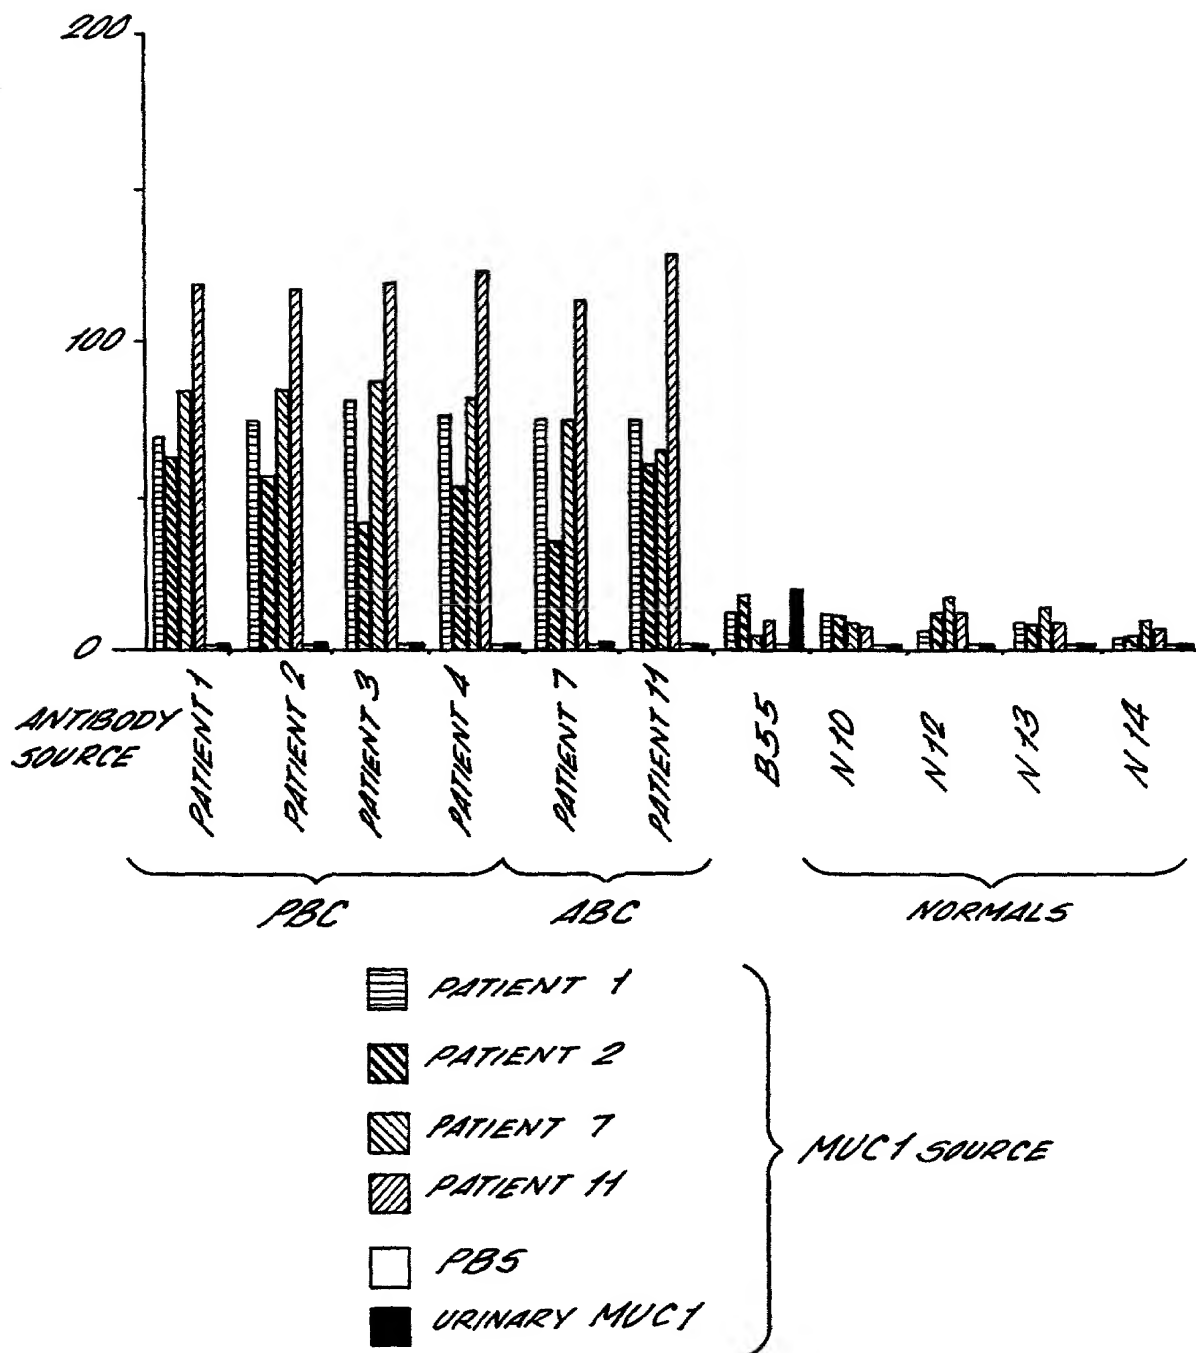 200
100
0
ANTIBODY
SOURCE
PATIENT 1
PATIENT 2
PATIENT 3
PATIENT 4
PATIENT 7
PATIENT 11
B55
N10
N12
N13
N14
PBC
ABC
NORMALS
PATIENT 1
PATIENT 2
PATIENT 7
PATIENT 11
PBS
URINARY MUC1
MUC1 SOURCE